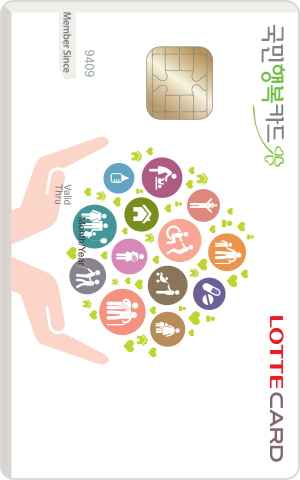 국민행복카드
Member Since
9409
Valid
Thru
Month/Year
LOTTE CARD